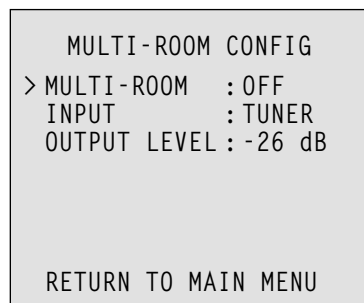 MULTI-ROOM CONFIG
> MULTI-ROOM : OFF
INPUT : TUNER
OUTPUT LEVEL : -26 dB
RETURN TO MAIN MENU